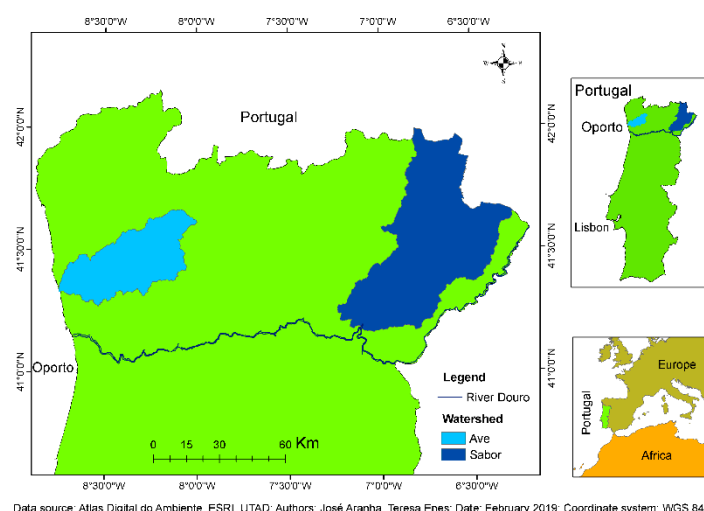 8°30'0"W 8°0'0"W 7°30'0"W 7°0'0"W 6°30'0"W
N
W E
S
Portugal
42°0'0"N
42°0'0"N
41°30'0"N
41°30'0"N
41°0'0"N
41°0'0"N
Oporto
Legend
River Douro
Watershed
Ave
Sabor
0 15 30 60 Km
8°30'0"W 8°0'0"W 7°30'0"W 7°0'0"W 6°30'0"W
Portugal
Oporto
Lisbon
Europe
Portugal
Africa
Data source: Atlas Digital do Ambiente, ESRI, UTAD; Authors: José Aranha, Teresa Enes; Date: February 2019; Coordinate system: WGS 84